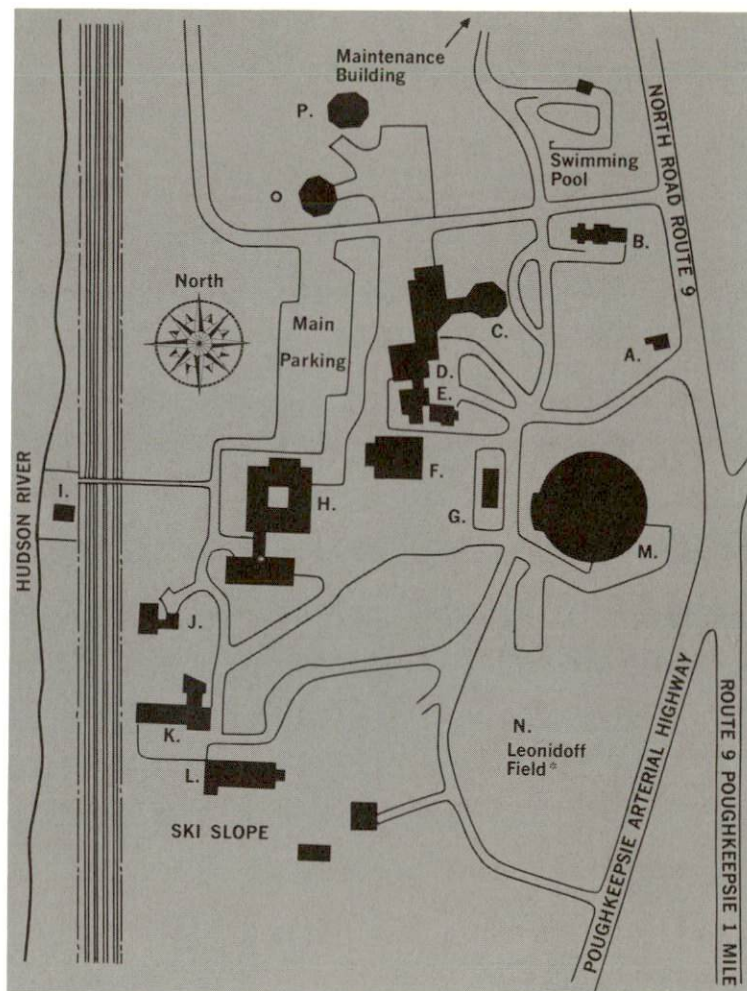 Maintenance
Building
P.
O
Swimming
Pool
NORTH ROAD ROUTE 9
B.
North
Main
Parking
C.
A.
D.
E.
F.
G.
H.
I.
HUDSON RIVER
M.
J.
K.
L.
N.
Leonidoff
Field*
SKI SLOPE
POUGHKEEPSIE ARTERIAL HIGHWAY
ROUTE 9 POUGHKEEPSIE 1 MILE